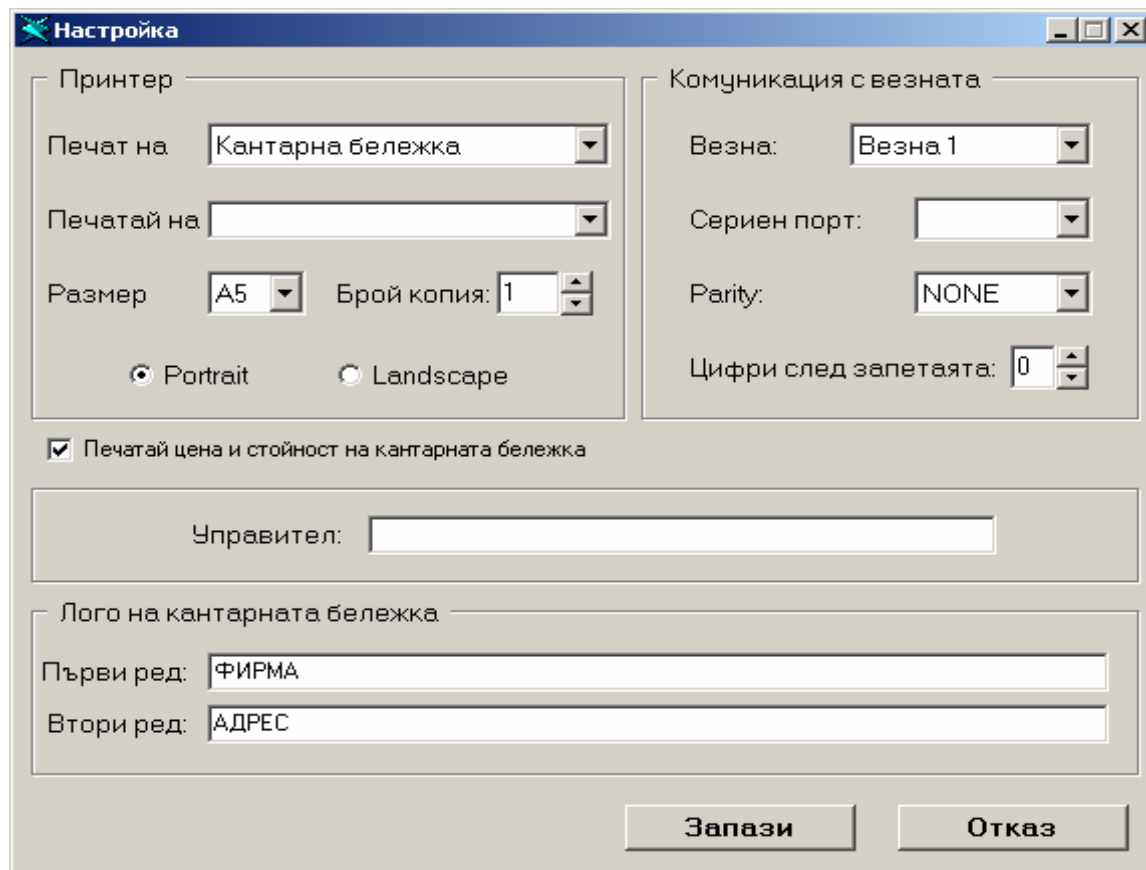 Настройка
Принтер
Печат на Кантарна бележка
Печатай на
Размер А5 Брой копия: 1
Portrait Landscape
Комуникация с везната
Везна: Везна 1
Сериен порт:
Parity: NONE
Цифри след запетаята: 0
Печатай цена и стойност на кантарната бележка
Управител:
Лого на кантарната бележка
Първи ред: ФИРМА
Втори ред: АДРЕС
Запази Отказ